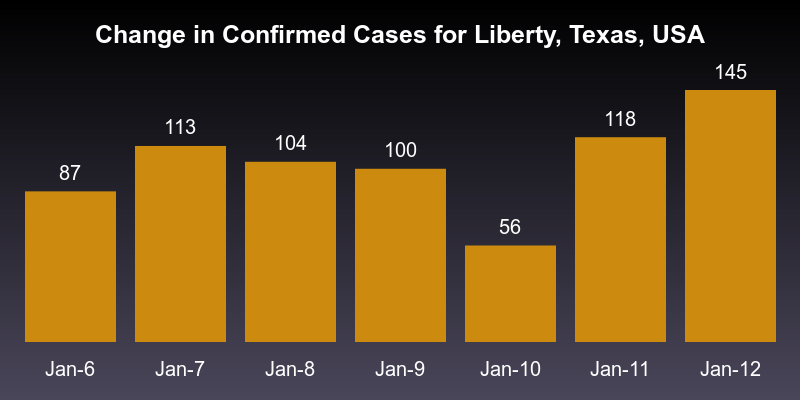 Change in Confirmed Cases for Liberty, Texas, USA
87
113
104
100
56
118
145
Jan-6
Jan-7
Jan-8
Jan-9
Jan-10
Jan-11
Jan-12